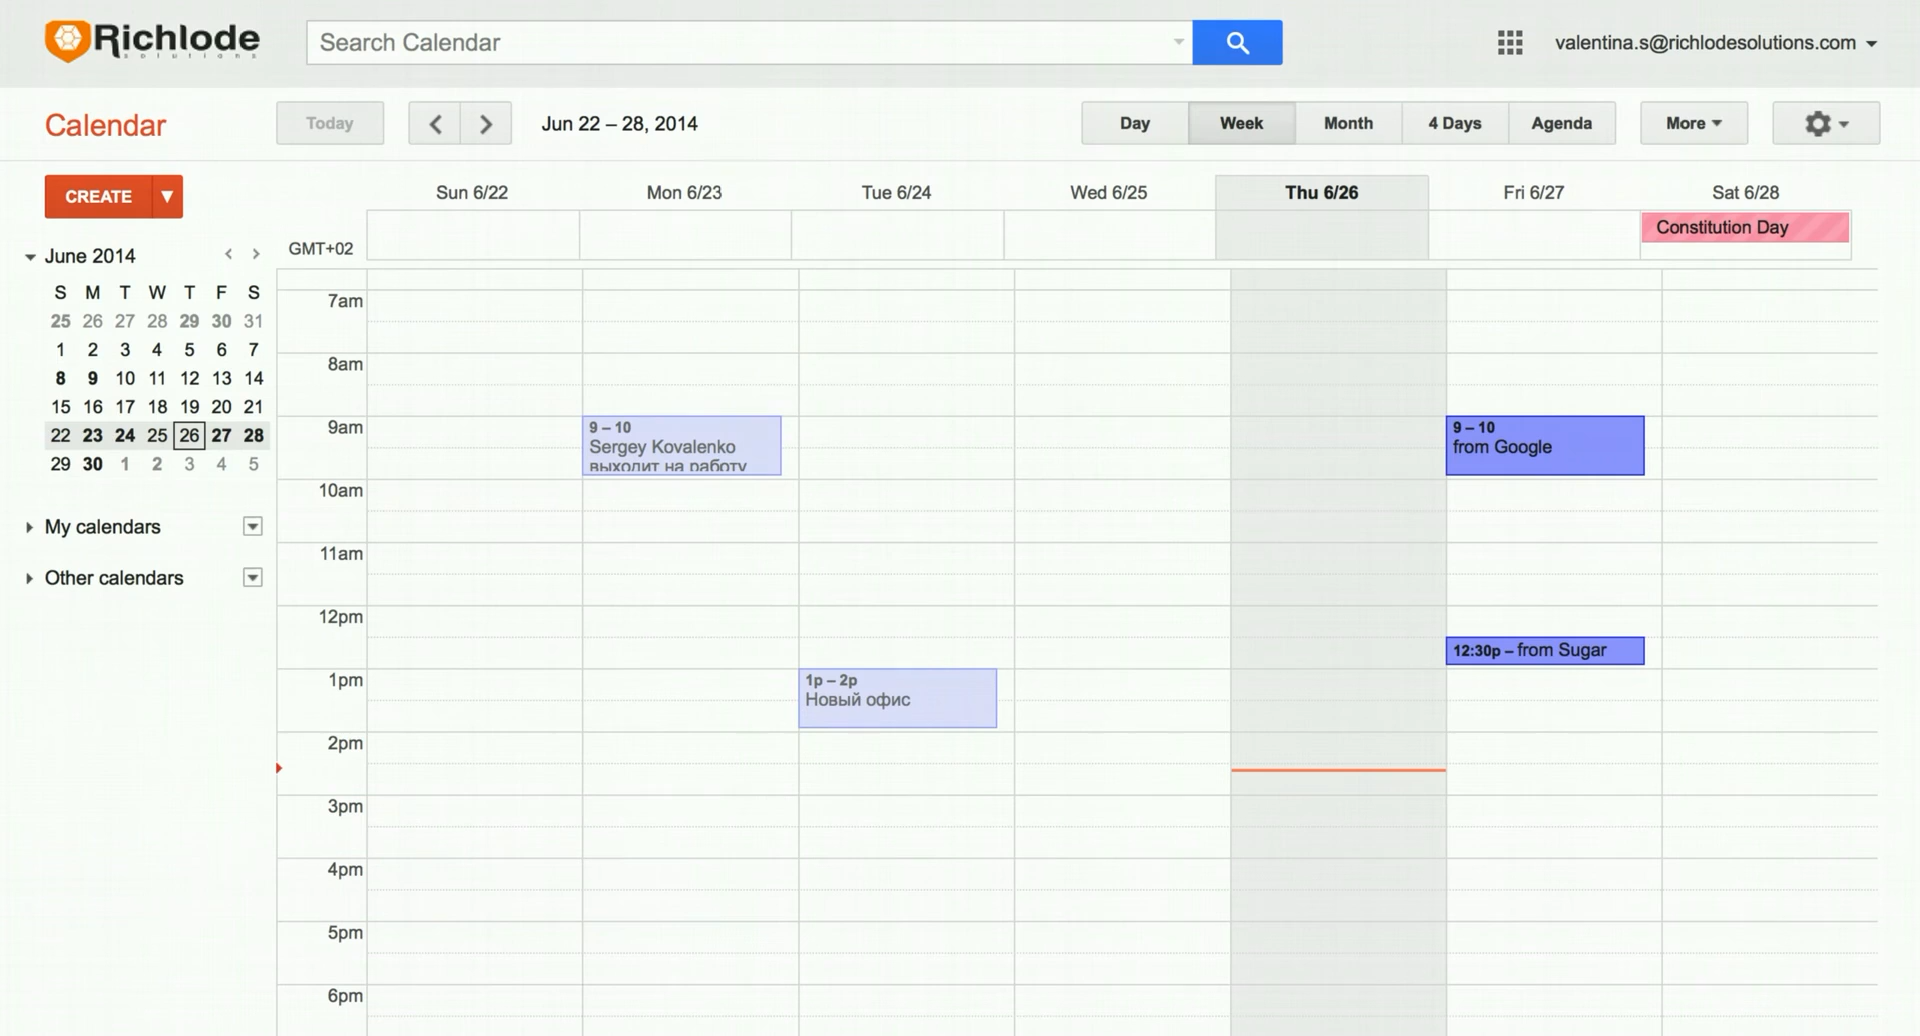 Richlode
solutions
Search Calendar
valentina.s@richlodesolutions.com
Calendar
Today
Jun 22 – 28, 2014
Day
Week
Month
4 Days
Agenda
More
CREATE
June 2014
S M T W T F S
25 26 27 28 29 30 31
1 2 3 4 5 6 7
8 9 10 11 12 13 14
15 16 17 18 19 20 21
22 23 24 25 26 27 28
29 30 1 2 3 4 5
My calendars
Other calendars
Sun 6/22
Mon 6/23
Tue 6/24
Wed 6/25
Thu 6/26
Fri 6/27
Sat 6/28
GMT+02
Constitution Day
7am
8am
9am
10am
11am
12pm
1pm
2pm
3pm
4pm
5pm
6pm
9 – 10
Sergey Kovalenko
выходит на работу
1p – 2p
Новый офис
9 – 10
from Google
12:30p – from Sugar